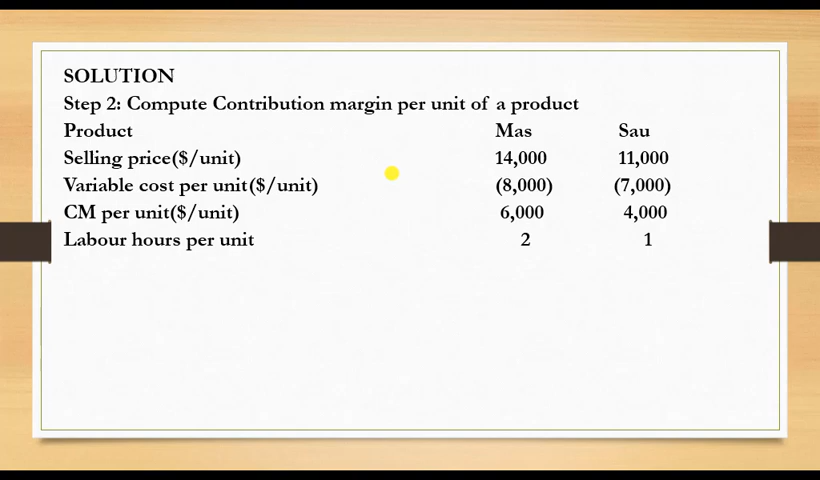 SOLUTION
Step 2: Compute Contribution margin per unit of a product
Product Mas Sau
Selling price($/unit) 14,000 11,000
Variable cost per unit($/unit) (8,000) (7,000)
CM per unit($/unit) 6,000 4,000
Labour hours per unit 2 1